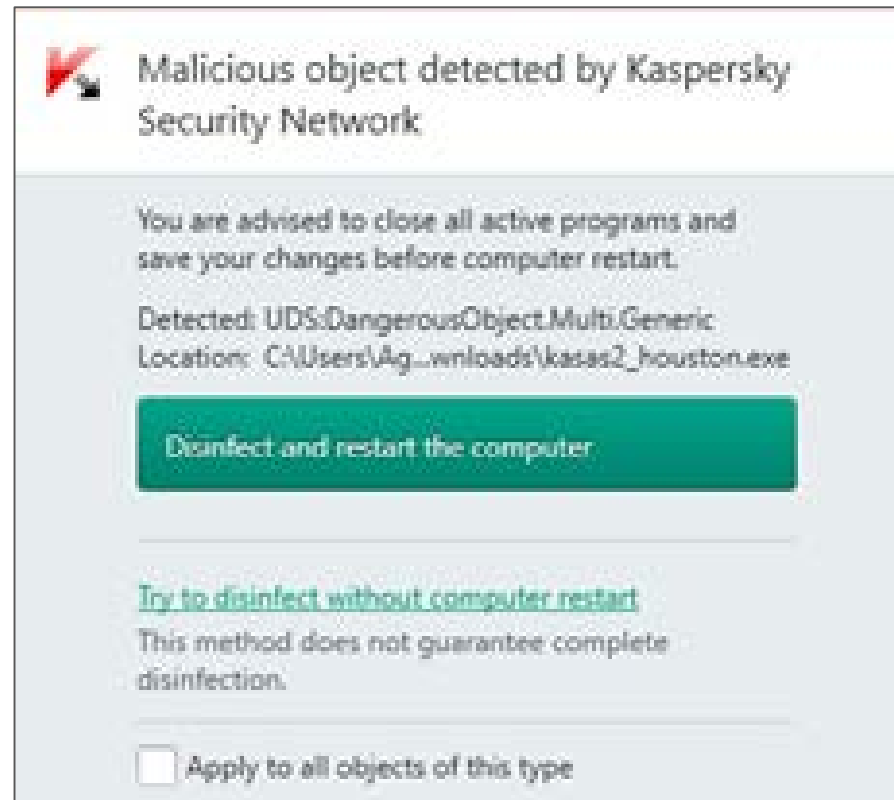 Malicious object detected by Kaspersky
Security Network
You are advised to close all active programs and
save your changes before computer restart.
Detected: UDS:DangerousObject.Multi.Generic
Location: C:\Users\Ag...wnloads\kasas2_houston.exe
Disinfect and restart the computer
Try to disinfect without computer restart
This method does not guarantee complete
disinfection.
Apply to all objects of this type